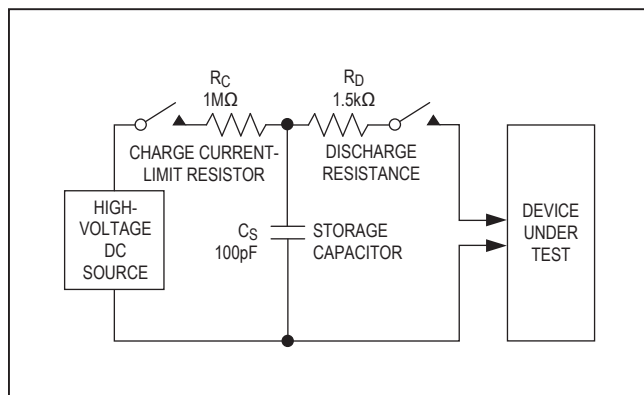 RC
1MΩ
CHARGE CURRENT-
LIMIT RESISTOR
RD
1.5kΩ
DISCHARGE
RESISTANCE
HIGH-
VOLTAGE
DC
SOURCE
CS
100pF
STORAGE
CAPACITOR
DEVICE
UNDER
TEST